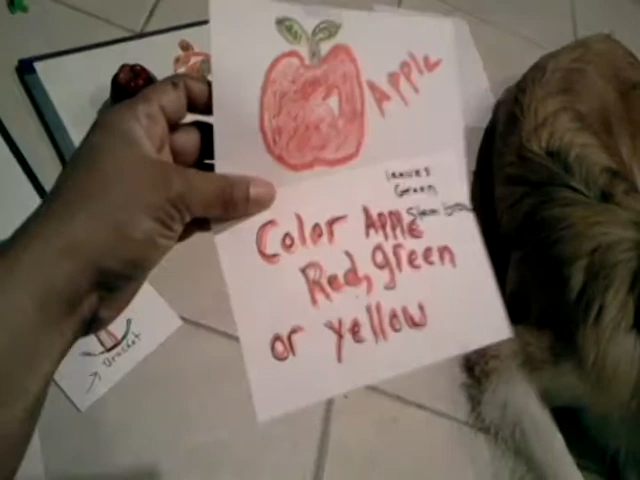 Apple
leaves
Green
Stem
Color Apple
Red, green
or yellow